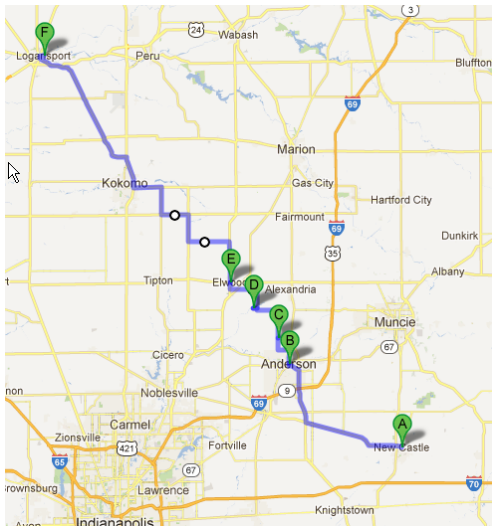 3
F
24
Wabash
Logansport
Peru
Bluffton
69
Marion
Kokomo
Gas City
Hartford City
Fairmount
69
Dunkirk
35
E
Albany
Tipton
Elwood
D
Alexandria
C
Muncie
B
67
Cicero
Anderson
9
Noblesville
69
A
Carmel
Zionsville
421
Fortville
New Castle
65
67
70
Brownsburg
Lawrence
Knightstown
Avon
Indianapolis